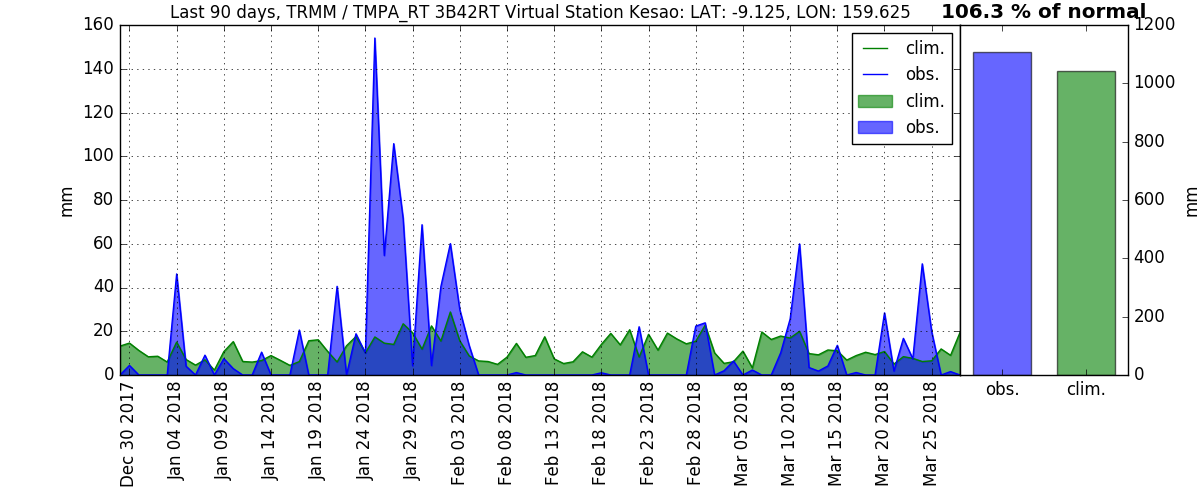 Last 90 days, TRMM / TMPA_RT 3B42RT Virtual Station Kesao: LAT: -9.125, LON: 159.625
106.3 % of normal
160
140
120
100
80
60
40
20
0
mm
clim.
obs.
clim.
obs.
1200
1000
800
600
400
200
0
mm
obs.
clim.
Dec 30 2017
Jan 04 2018
Jan 09 2018
Jan 14 2018
Jan 19 2018
Jan 24 2018
Jan 29 2018
Feb 03 2018
Feb 08 2018
Feb 13 2018
Feb 18 2018
Feb 23 2018
Feb 28 2018
Mar 05 2018
Mar 10 2018
Mar 15 2018
Mar 20 2018
Mar 25 2018